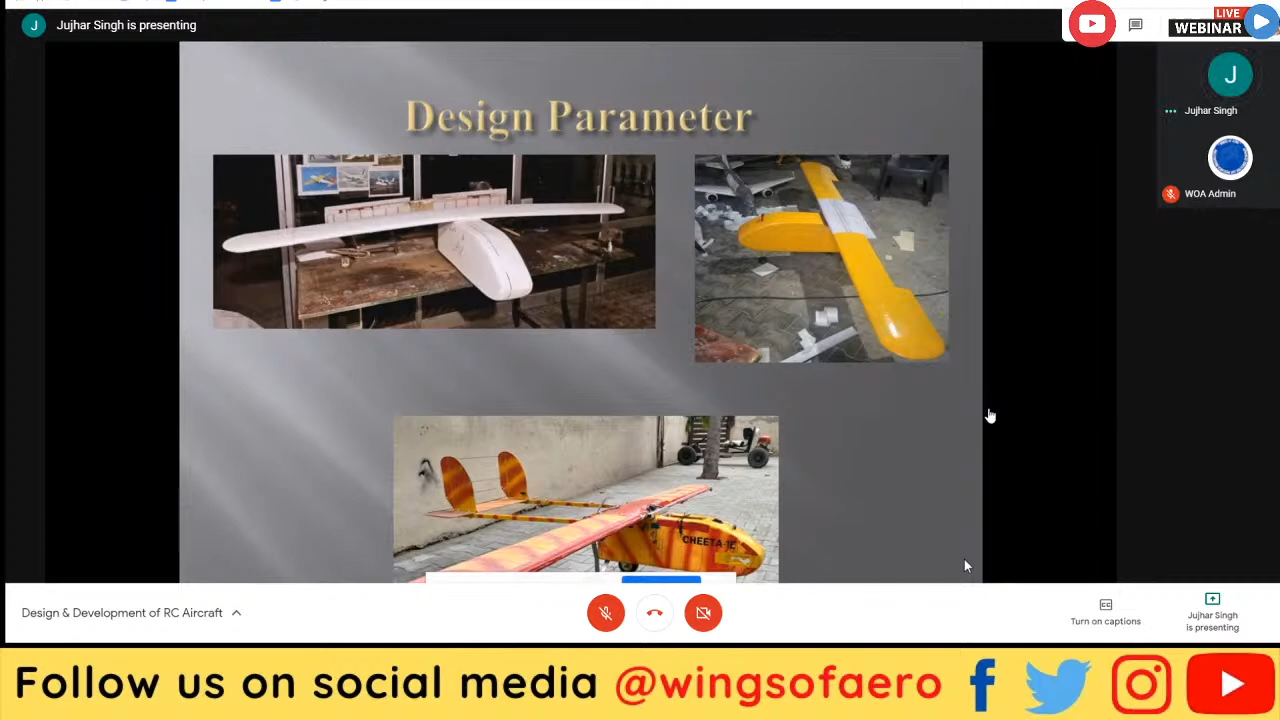 J Jujhar Singh is presenting
LIVE
WEBINAR
J
Jujhar Singh
WOA Admin
Design Parameter
CHEETA-1E
Design & Development of RC Aircraft
Turn on captions
Jujhar Singh
is presenting
Follow us on social media @wingsofaero